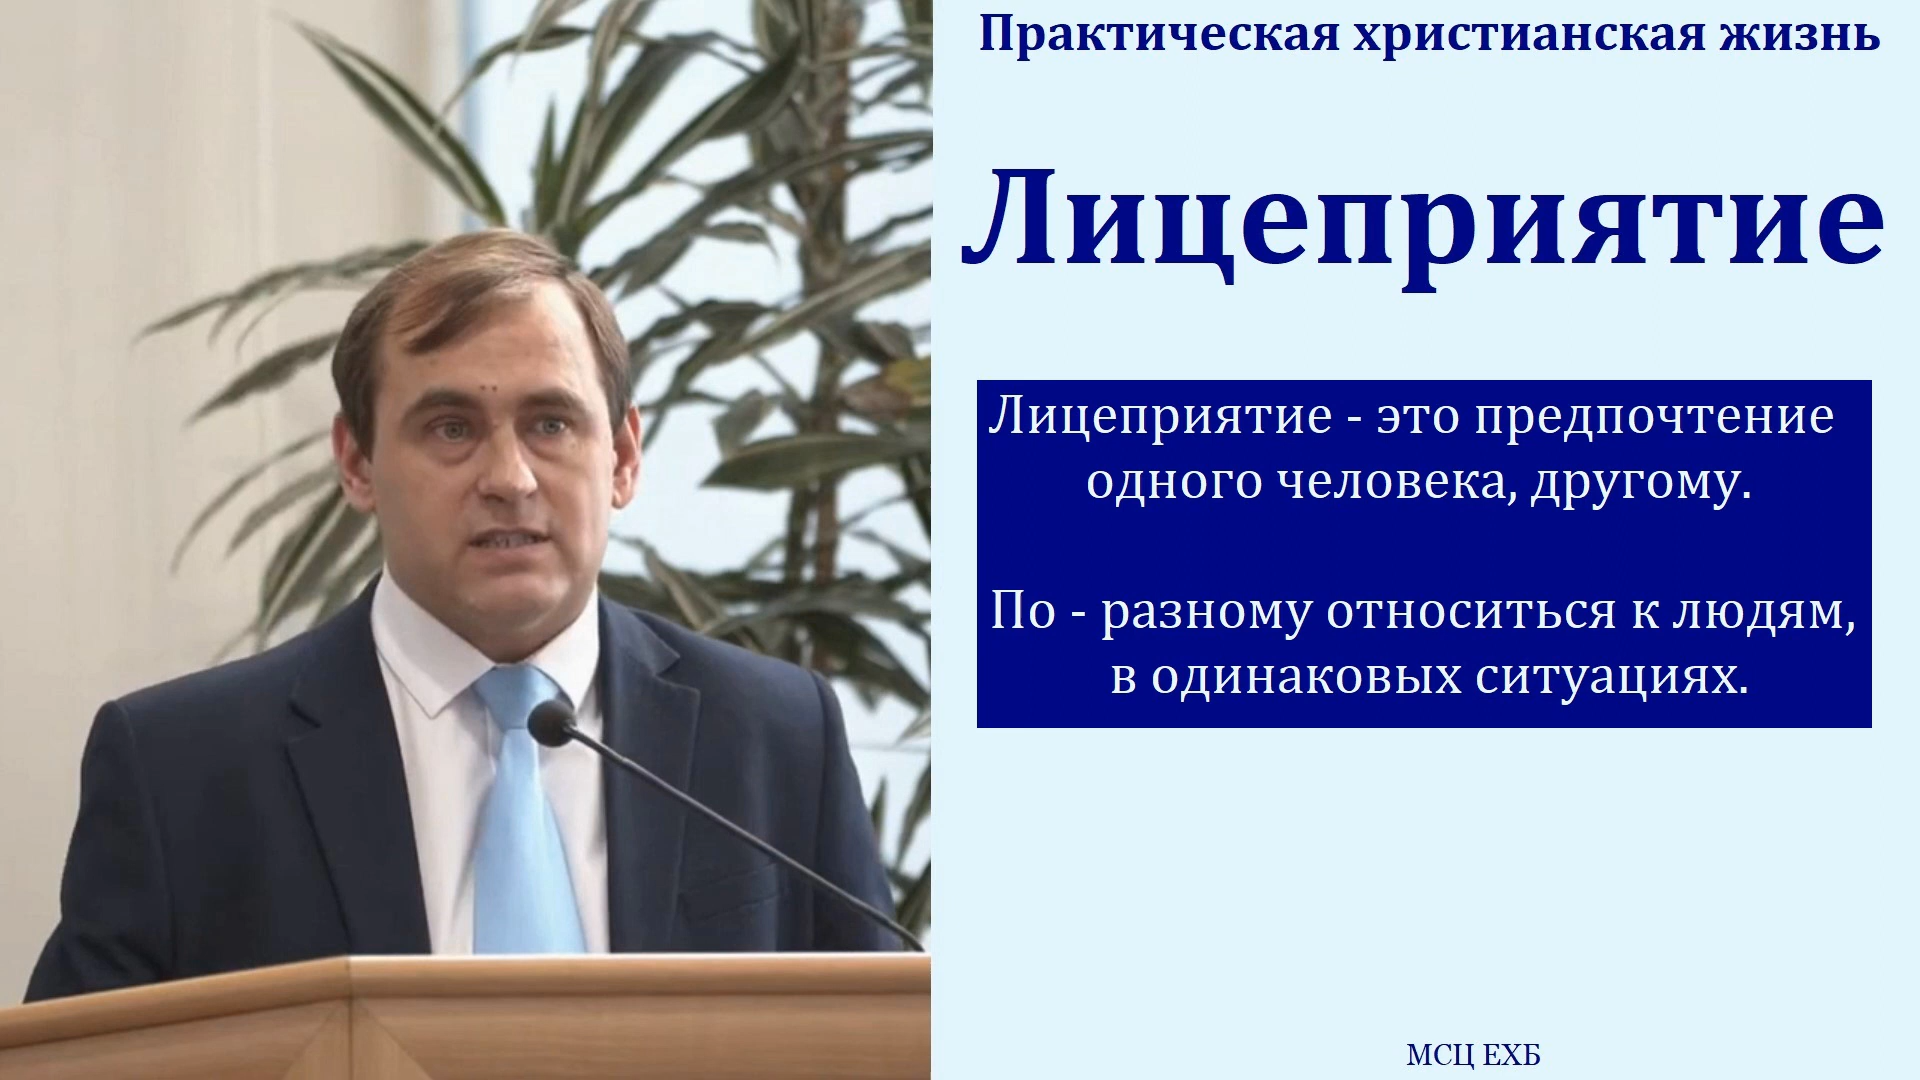 Практическая христианская жизнь
Лицеприятие
Лицеприятие - это предпочтение
одного человека, другому.
По - разному относиться к людям,
в одинаковых ситуациях.
МСЦ ЕХБ